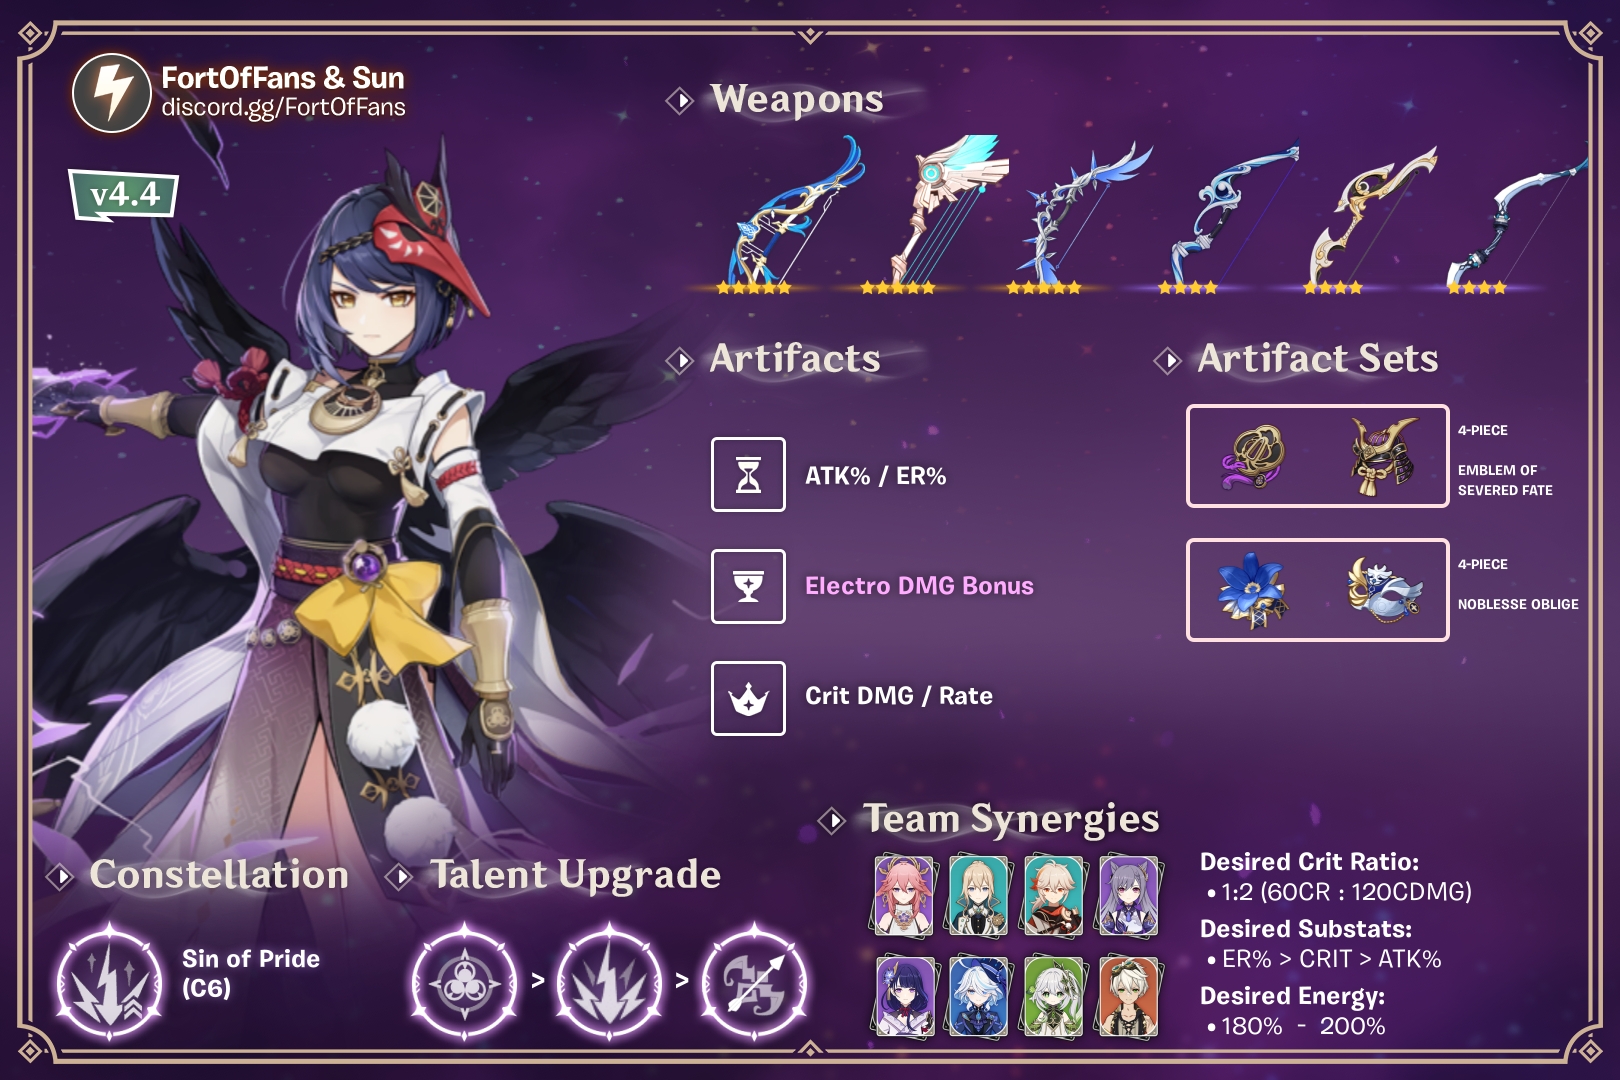 FortOfFans & Sun
discord.gg/FortOfFans
v4.4
Weapons
Artifacts
ATK% / ER%
Electro DMG Bonus
Crit DMG / Rate
Artifact Sets
4-PIECE
EMBLEM OF
SEVERED FATE
4-PIECE
NOBLESSE OBLIGE
Constellation
Sin of Pride
(C6)
Talent Upgrade
> >
Team Synergies
Desired Crit Ratio:
• 1:2 (60CR : 120CDMG)
Desired Substats:
• ER% > CRIT > ATK%
Desired Energy:
• 180% - 200%